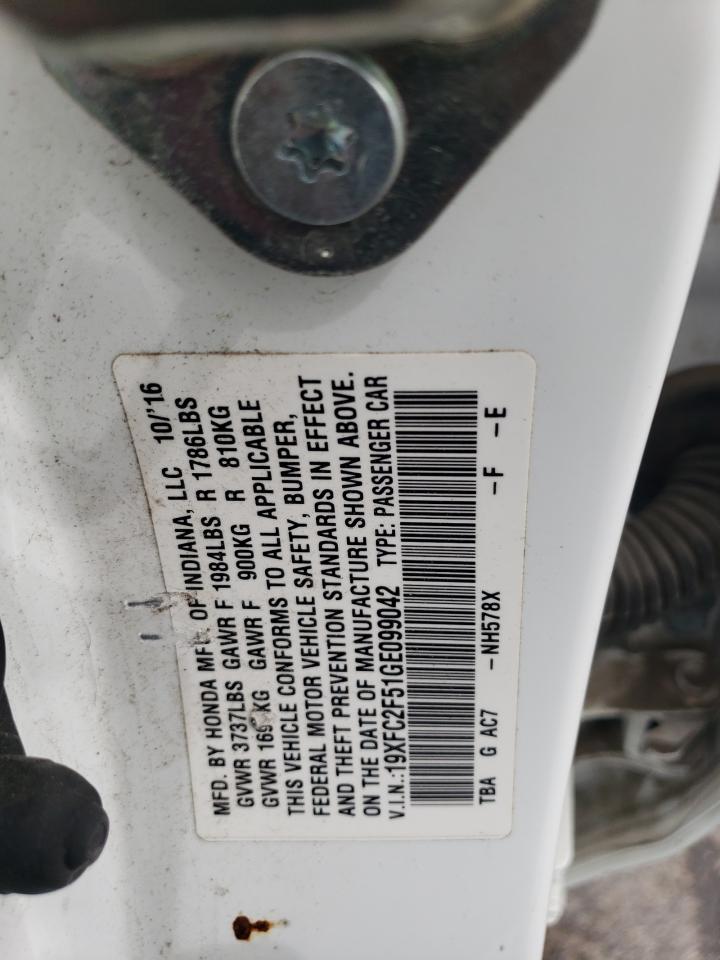 MFD. BY HONDA MFG. OF INDIANA, LLC 10/'16
GVWR 3737LBS GAWR F 1984LBS R 1786LBS
GVWR KG GAWR F 900KG R 810KG
THIS VEHICLE CONFORMS TO ALL APPLICABLE
FEDERAL MOTOR VEHICLE SAFETY, BUMPER,
AND THEFT PREVENTION STANDARDS IN EFFECT
ON THE DATE OF MANUFACTURE SHOWN ABOVE.
V.I.N.:19XFC2F51GE099042 TYPE: PASSENGER CAR
TBA G AC7 -NH578X -F -E